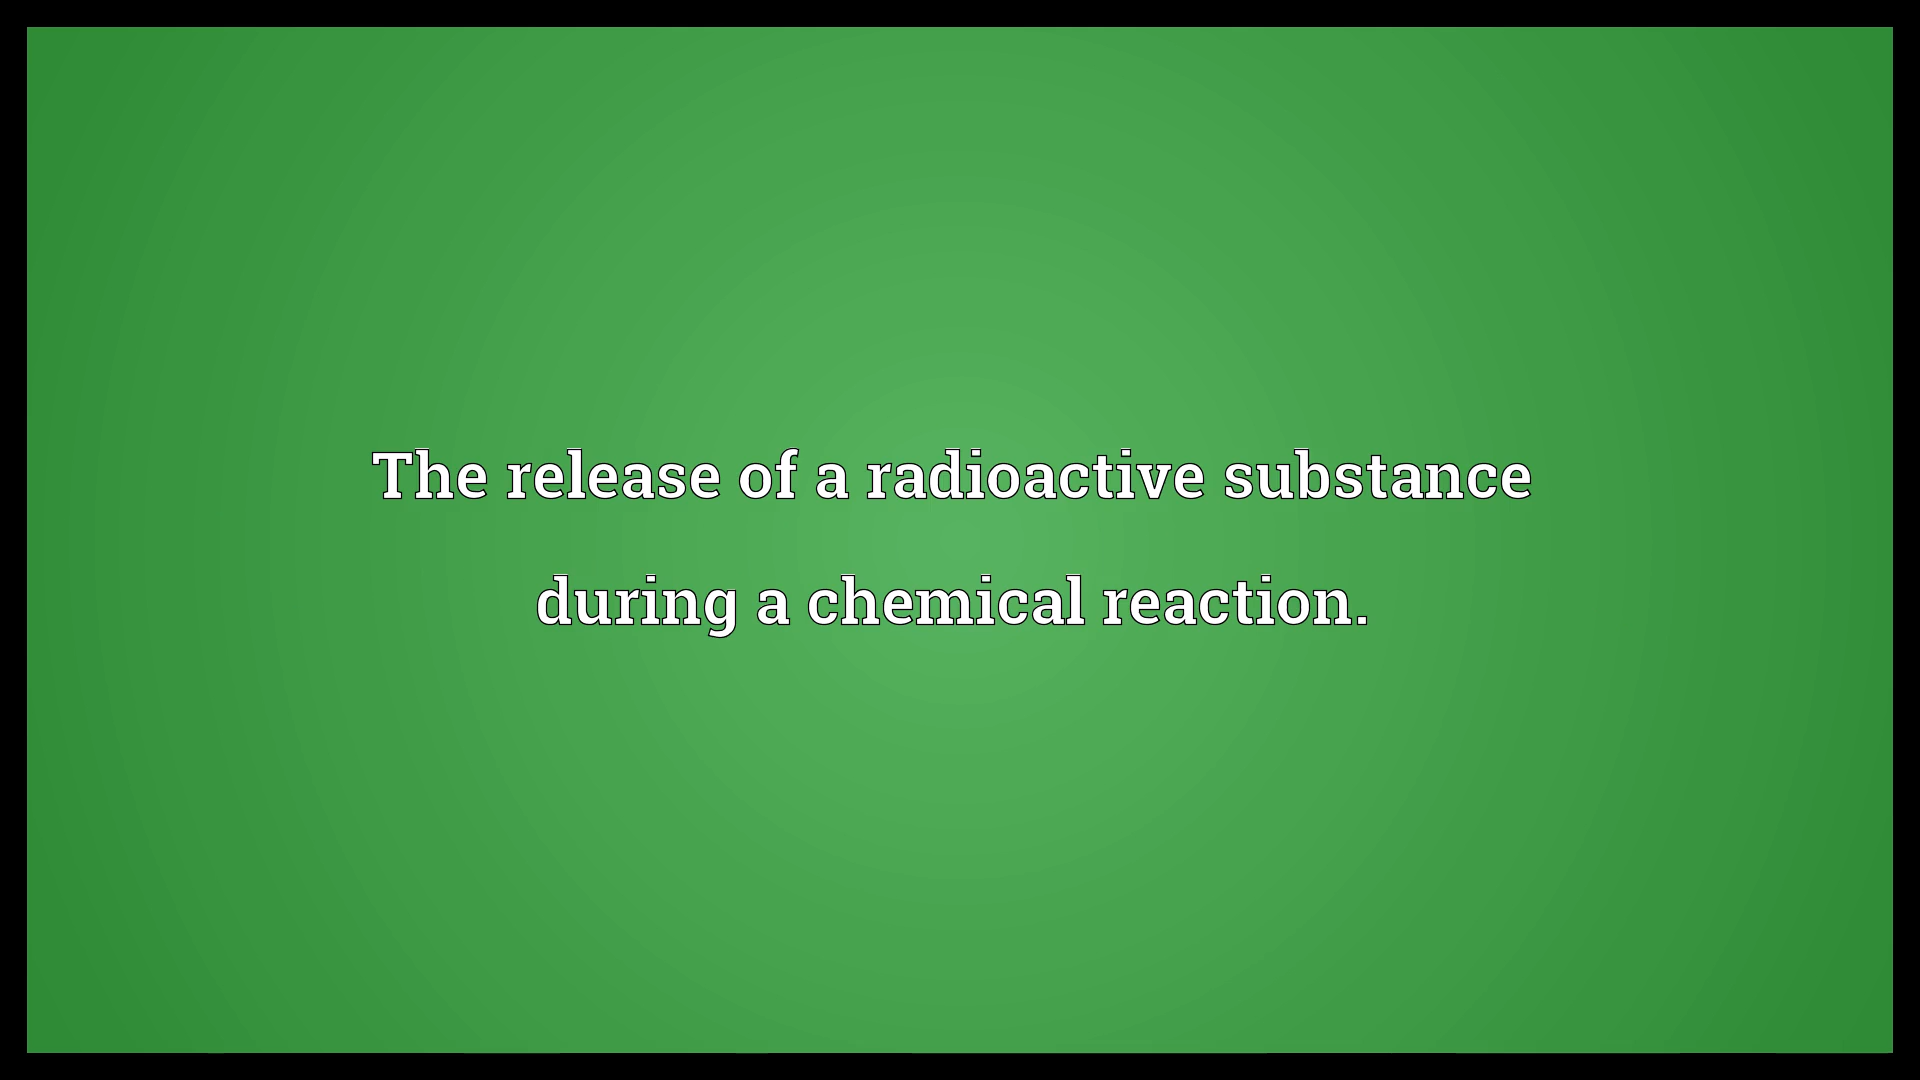 The release of a radioactive substance
during a chemical reaction.